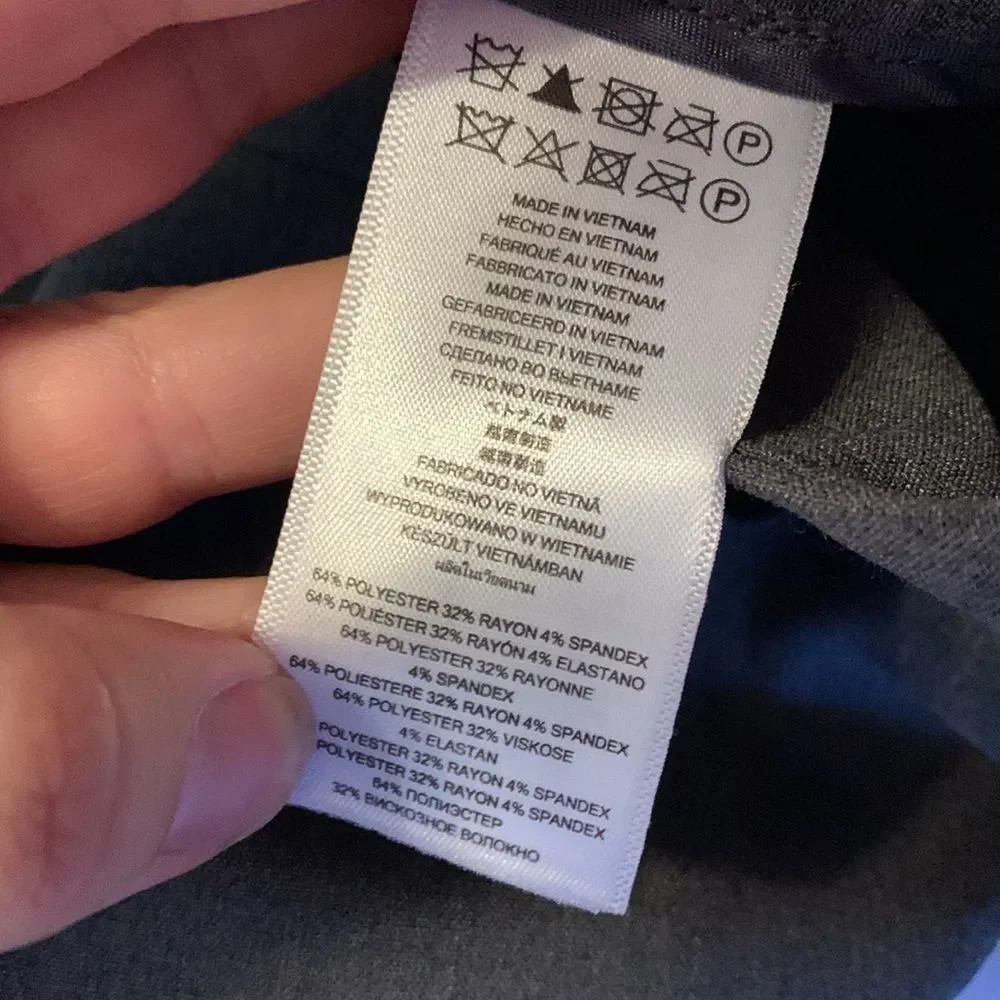 P
P
MADE IN VIETNAM
HECHO EN VIETNAM
FABRIQUÉ AU VIETNAM
FABBRICATO IN VIETNAM
MADE IN VIETNAM
GEFABRICEERD IN VIETNAM
FREMSTILLET I VIETNAM
СДЕЛАНО ВО ВЬЕТНАМЕ
FEITO NO VIETNAME
ベトナム製
越南制造
越南製造
FABRICADO NO VIETNÃ
VYROBENO VE VIETNAMU
WYPRODUKOWANO W WIETNAMIE
KÉSZÜLT VIETNÁMBAN
ผลิตในเวียดนาม
64% POLYESTER 32% RAYON 4% SPANDEX
64% POLIÉSTER 32% RAYÓN 4% ELASTANO
64% POLYESTER 32% RAYONNE
4% SPANDEX
64% POLIESTERE 32% RAYON 4% SPANDEX
64% POLYESTER 32% VISKOSE
4% ELASTAN
POLYESTER 32% RAYON 4% SPANDEX
POLYESTER 32% RAYON 4% SPANDEX
64% ПОЛИЭСТЕР
32% ВИСКОЗНОЕ ВОЛОКНО